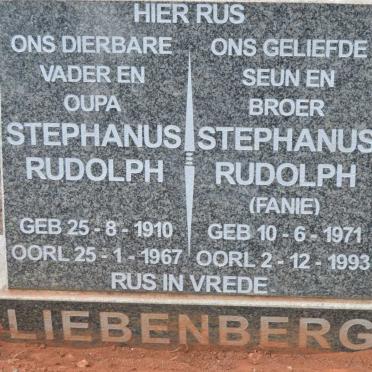 HIER RUS
ONS DIERBARE
VADER EN
OUPA
STEPHANUS
RUDOLPH
GEB 25-8-1910
OORL 25-1-1967
ONS GELIEFDE
SEUN EN
BROER
STEPHANUS
RUDOLPH
(FANIE)
GEB 10-6-1971
OORL 2-12-1993
RUS IN VREDE
LIEBENBERG